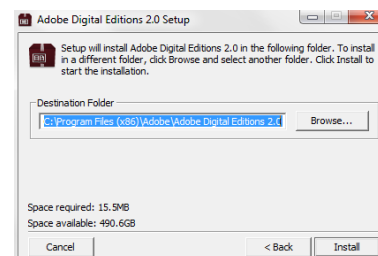 Adobe Digital Editions 2.0 Setup
Setup will install Adobe Digital Editions 2.0 in the following folder. To install
in a different folder, click Browse and select another folder. Click Install to
start the installation.
Destination Folder
C:\Program Files (x86)\Adobe\Adobe Digital Editions 2.0
Browse...
Space required: 15.5MB
Space available: 490.6GB
Cancel
< Back
Install